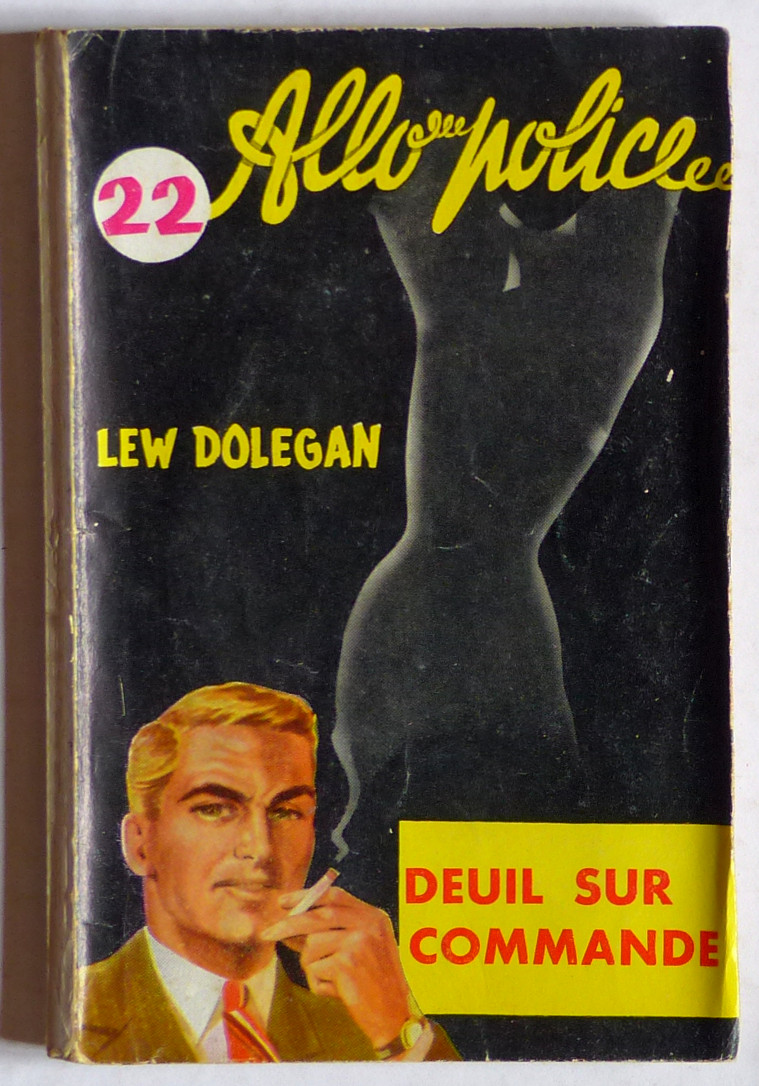 Allo... police...
22
LEW DOLEGAN
DEUIL SUR
COMMANDE